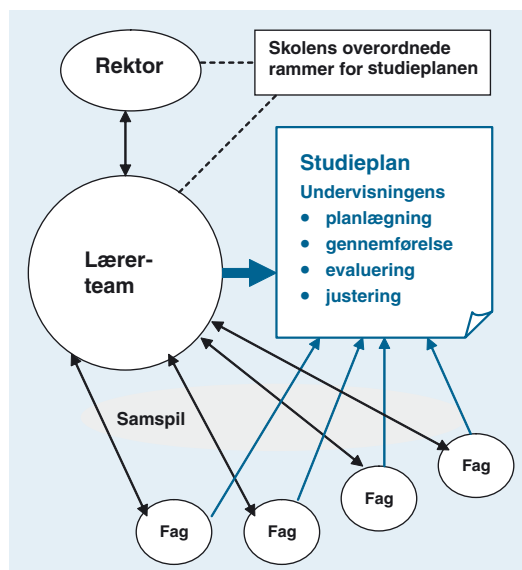 Rektor
Skolens overordnede
rammer for studieplanen
Studieplan
Undervisningens
• planlægning
• gennemførelse
• evaluering
• justering
Lærer-
team
Samspil
Fag
Fag
Fag
Fag